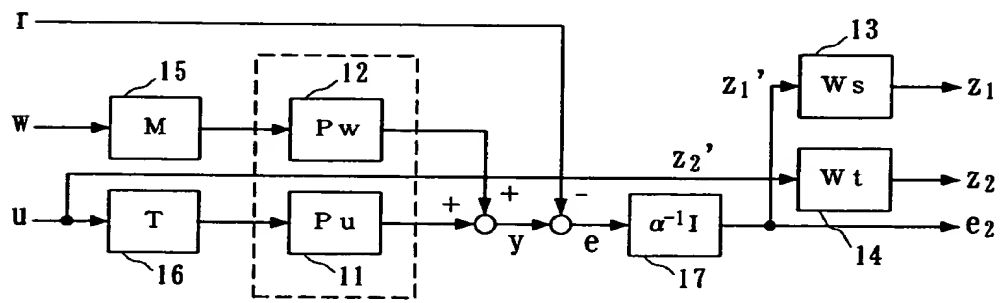 r
13
15
12
z₁'
Ws
z₁
w
M
Pw
z₂'
+
-
Wt
z₂
u
T
Pu
+
y
e
α⁻¹I
e₂
16
11
17
14